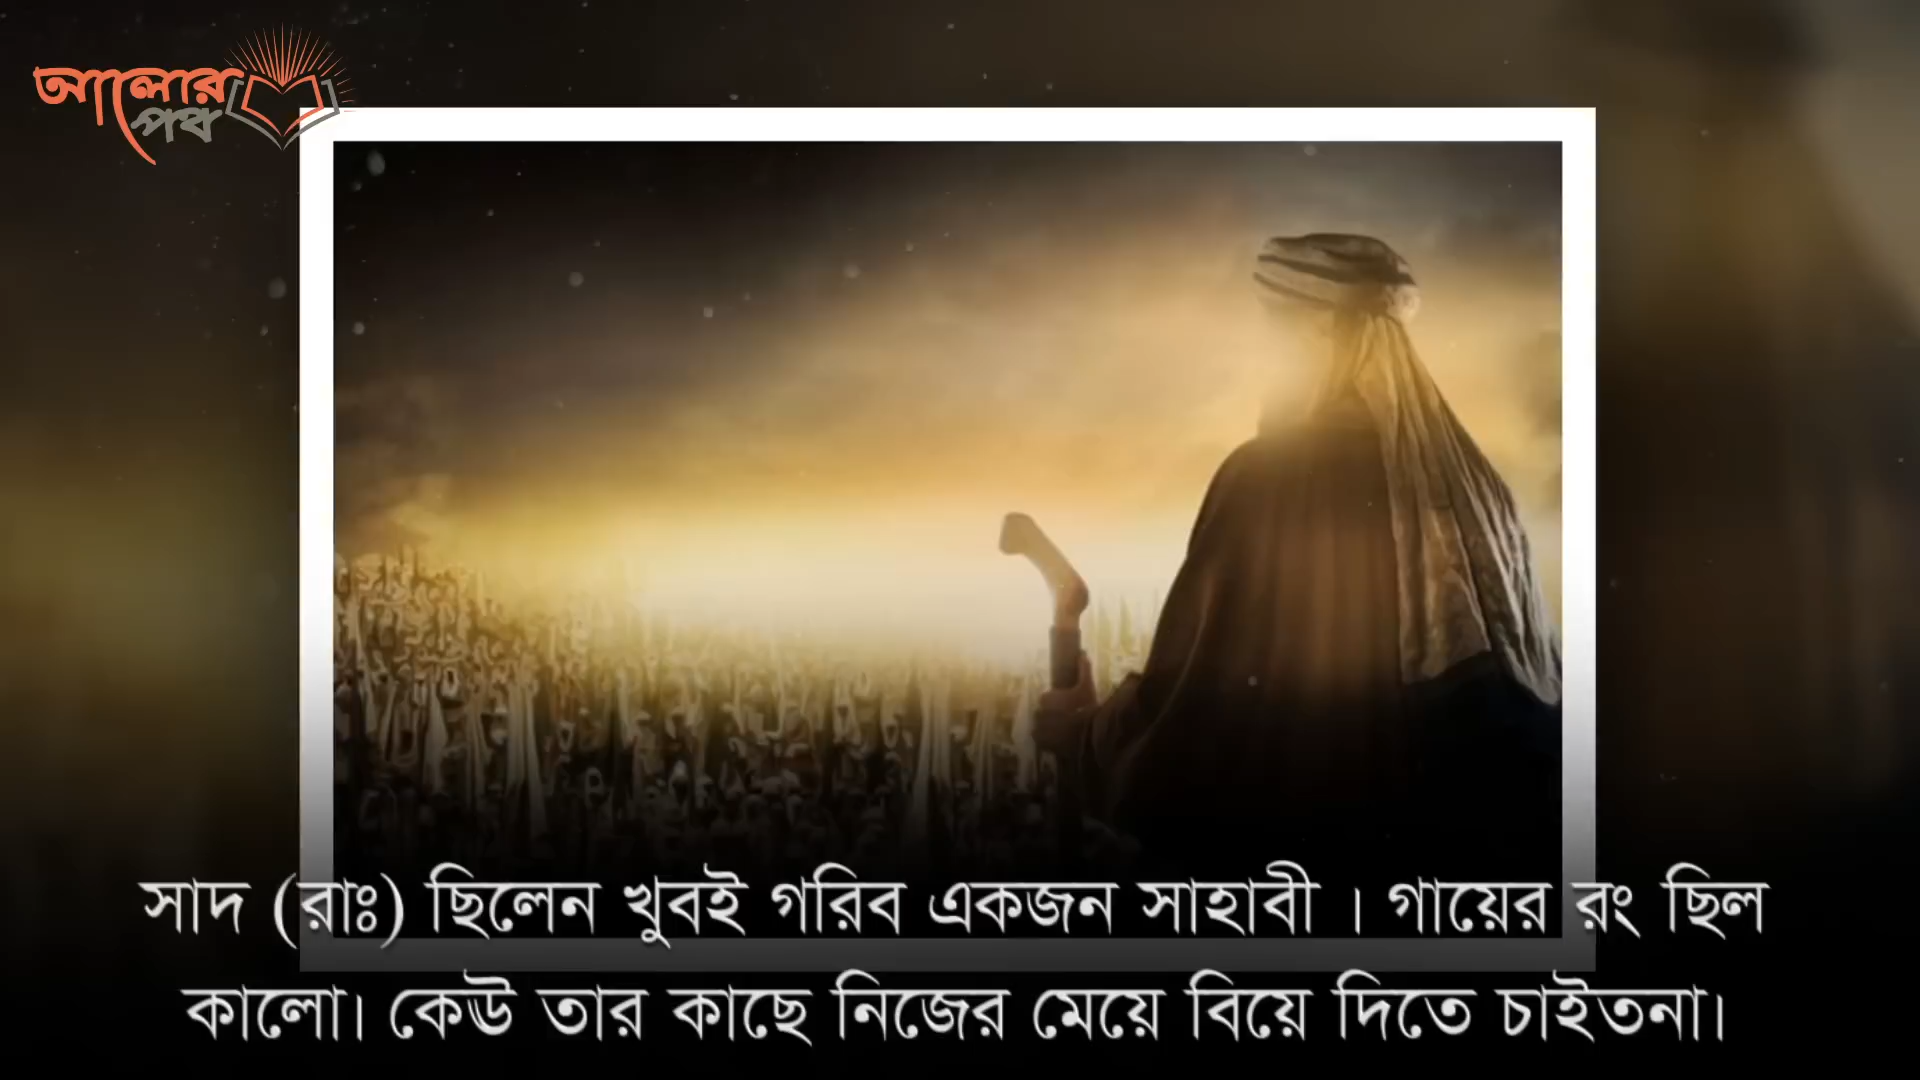 আলোর
পথ
সাদ (রাঃ) ছিলেন খুবই গরিব একজন সাহাবী । গায়ের রং ছিল
কালো। কেউ তার কাছে নিজের মেয়ে বিয়ে দিতে চাইতনা।